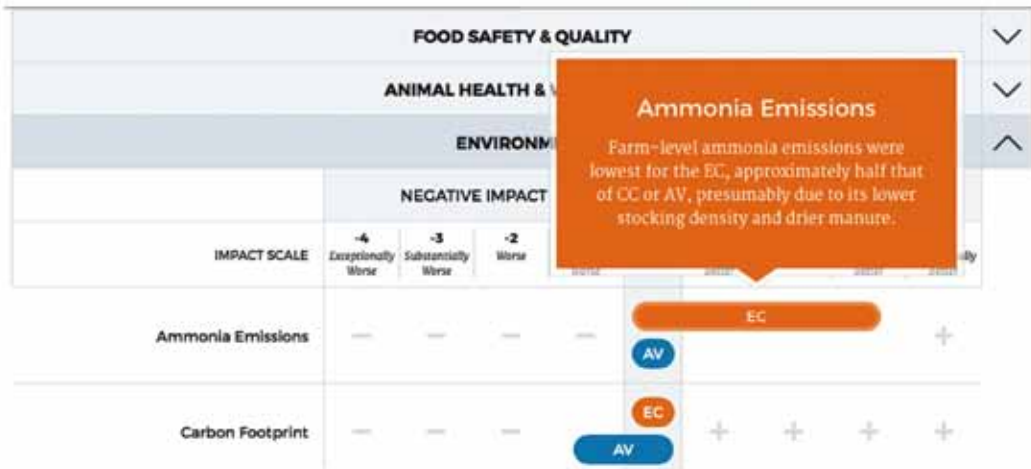 FOOD SAFETY & QUALITY
ANIMAL HEALTH &
ENVIRONM
Ammonia Emissions
Farm-level ammonia emissions were
lowest for the EC, approximately half that
of CC or AV, presumably due to its lower
stocking density and drier manure.
NEGATIVE IMPACT
IMPACT SCALE
-4 -3 -2
Exceptionally Substantially Worse
Worse Worse Worse
Ammonia Emissions
EC
AV
Carbon Footprint
EC
AV